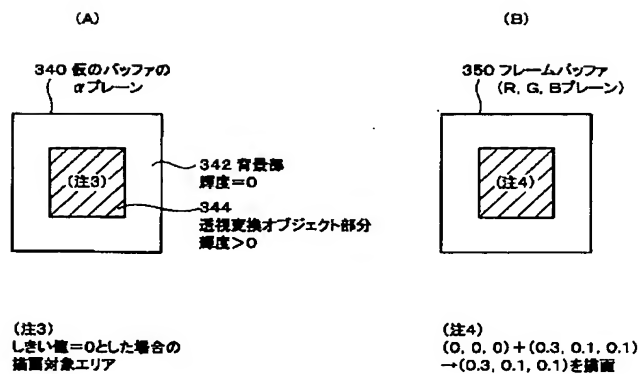 (A)
340 仮のバッファの
αプレーン
(注3)
342 背景部
輝度=0
344
透視変換オブジェクト部分
輝度>0
(注3)
しきい値=0とした場合の
描画対象エリア
(B)
350 フレームバッファ
(R, G, Bプレーン)
(注4)
(注4)
(0, 0, 0)+(0.3, 0.1, 0.1)
→(0.3, 0.1, 0.1)を描画